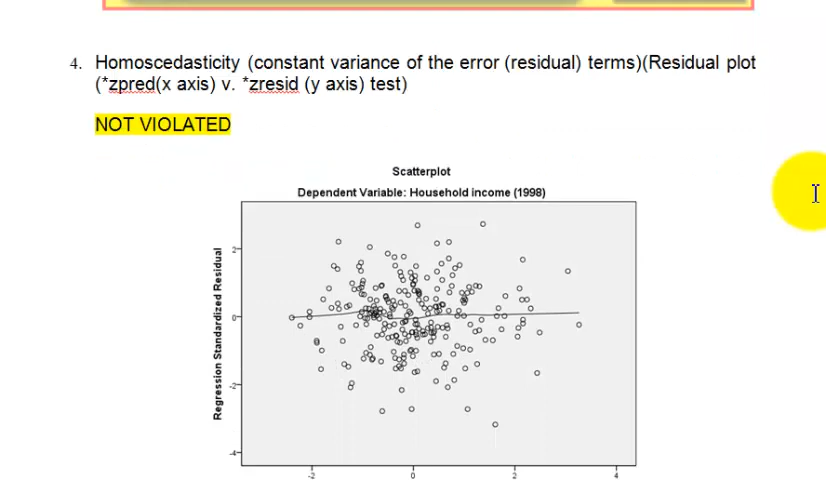 4. Homoscedasticity (constant variance of the error (residual) terms)(Residual plot
(*zpred(x axis) v. *zresid (y axis) test)
NOT VIOLATED
Scatterplot
Dependent Variable: Household income (1998)
Regression Standardized Residual
2
0
-2
-4
-2 0 2 4